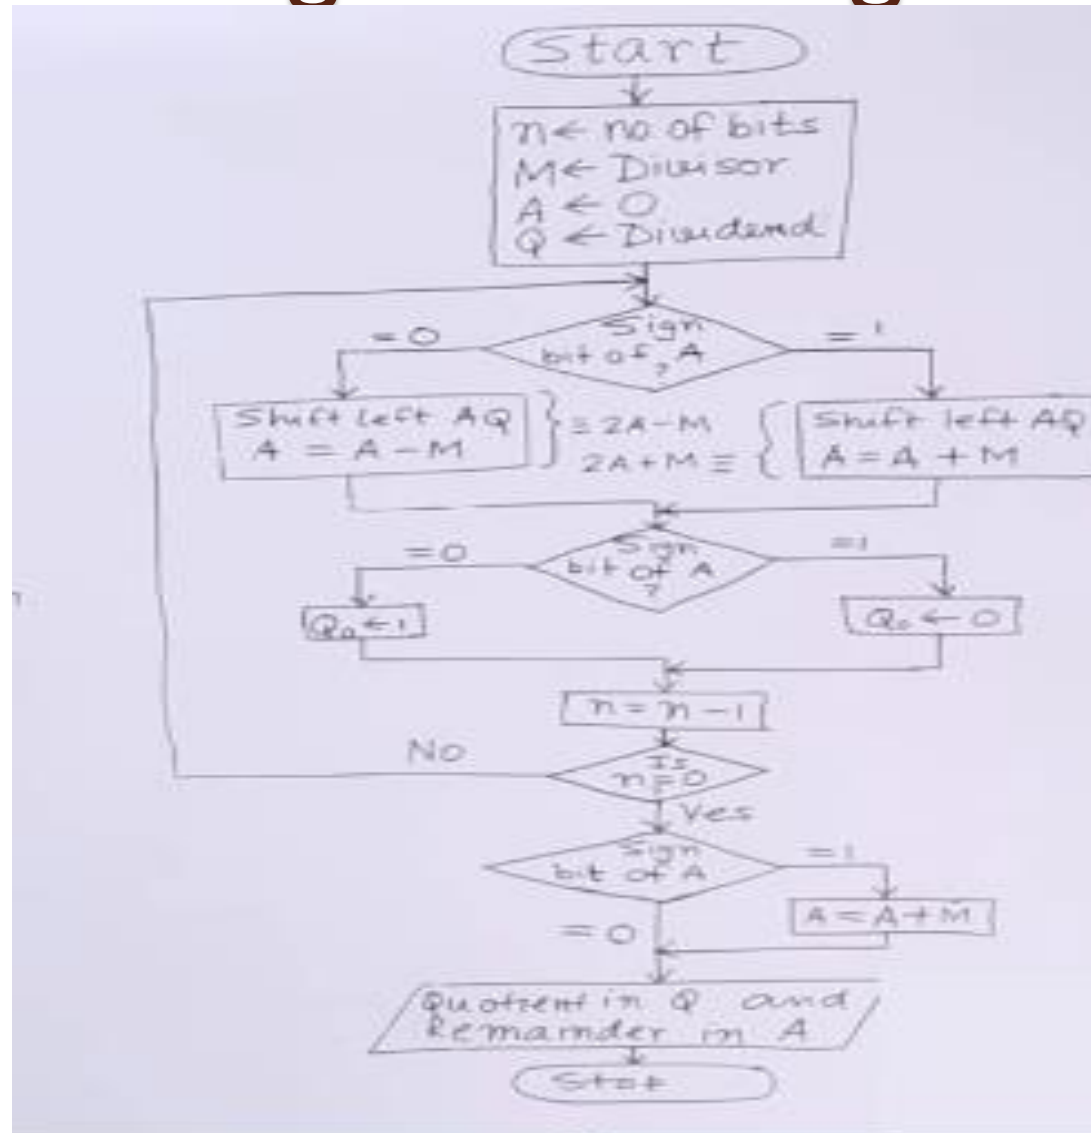 Start
n ← no of bits
M ← Divisor
A ← 0
Q ← Dividend
Sign
bit of A
?
= 0
= 1
Shift left AQ
A = A - M
≡ 2A - M
2A + M ≡
Shift left AQ
A = A + M
Sign
bit of A
?
= 0
= 1
Q₀ ← 1
Q₀ ← 0
n = n - 1
Is
n = 0
No
Yes
Sign
bit of A
= 1
= 0
A = A + M
Quotient in Q and
Remainder in A